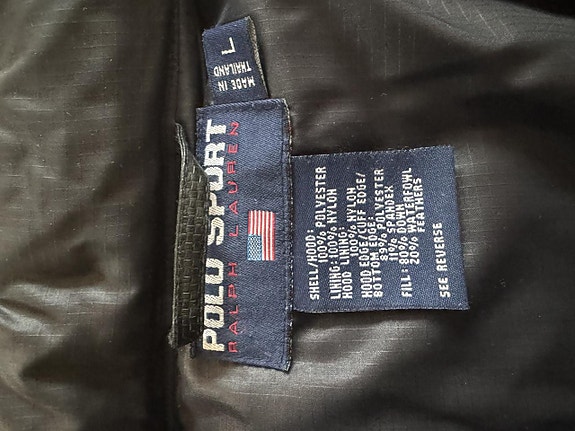 POLO SPORT
RALPH LAUREN
L
MADE IN
THAILAND
SHELL/HOOD:
100% POLYESTER
LINING:100% NYLON
HOOD LINING:
100% NYLON
HOOD EDGE/CUFF EDGE/
BOTTOM EDGE:
89% POLYESTER
11% SPANDEX
FILL: 80% DOWN
20% WATERFOWL
FEATHERS
SEE REVERSE